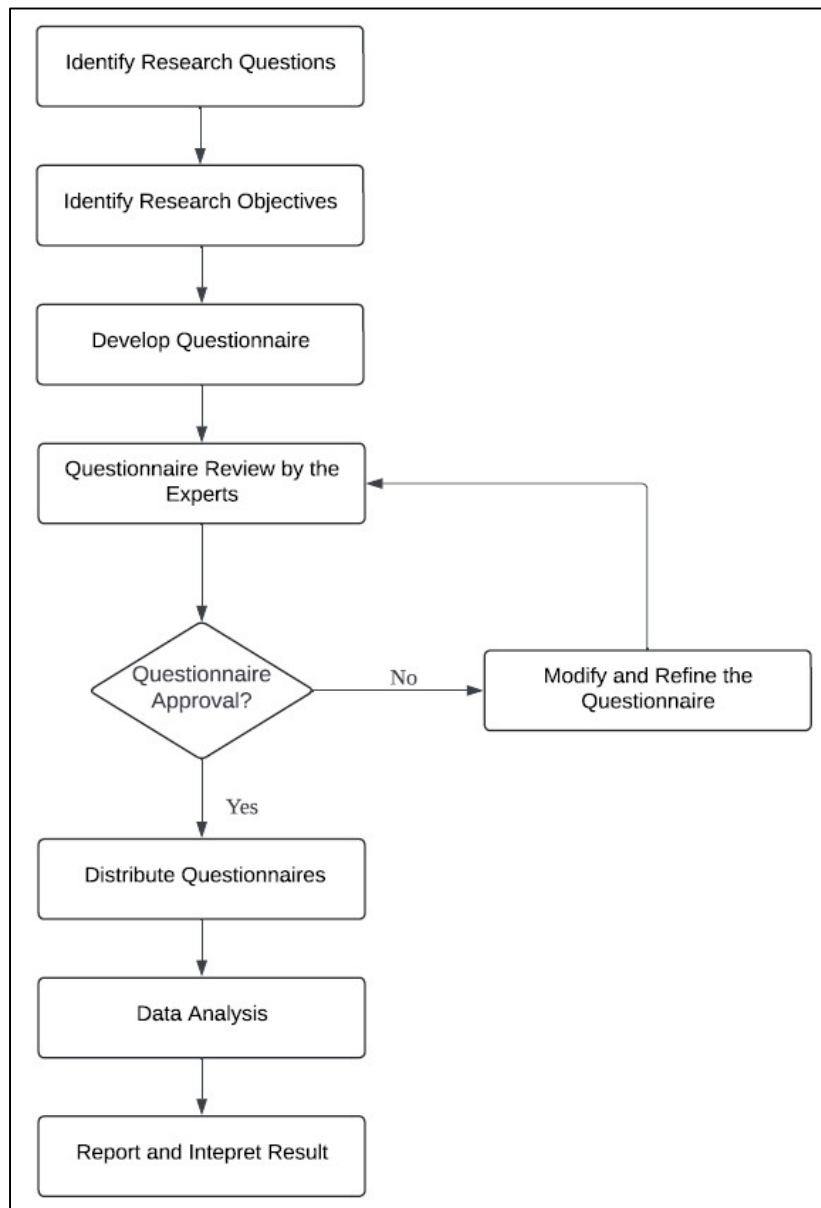 Identify Research Questions
Identify Research Objectives
Develop Questionnaire
Questionnaire Review by the
Experts
Questionnaire
Approval?
No
Modify and Refine the
Questionnaire
Yes
Distribute Questionnaires
Data Analysis
Report and Intepret Result